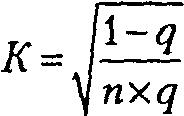 K = √((1-q)/(n×q))